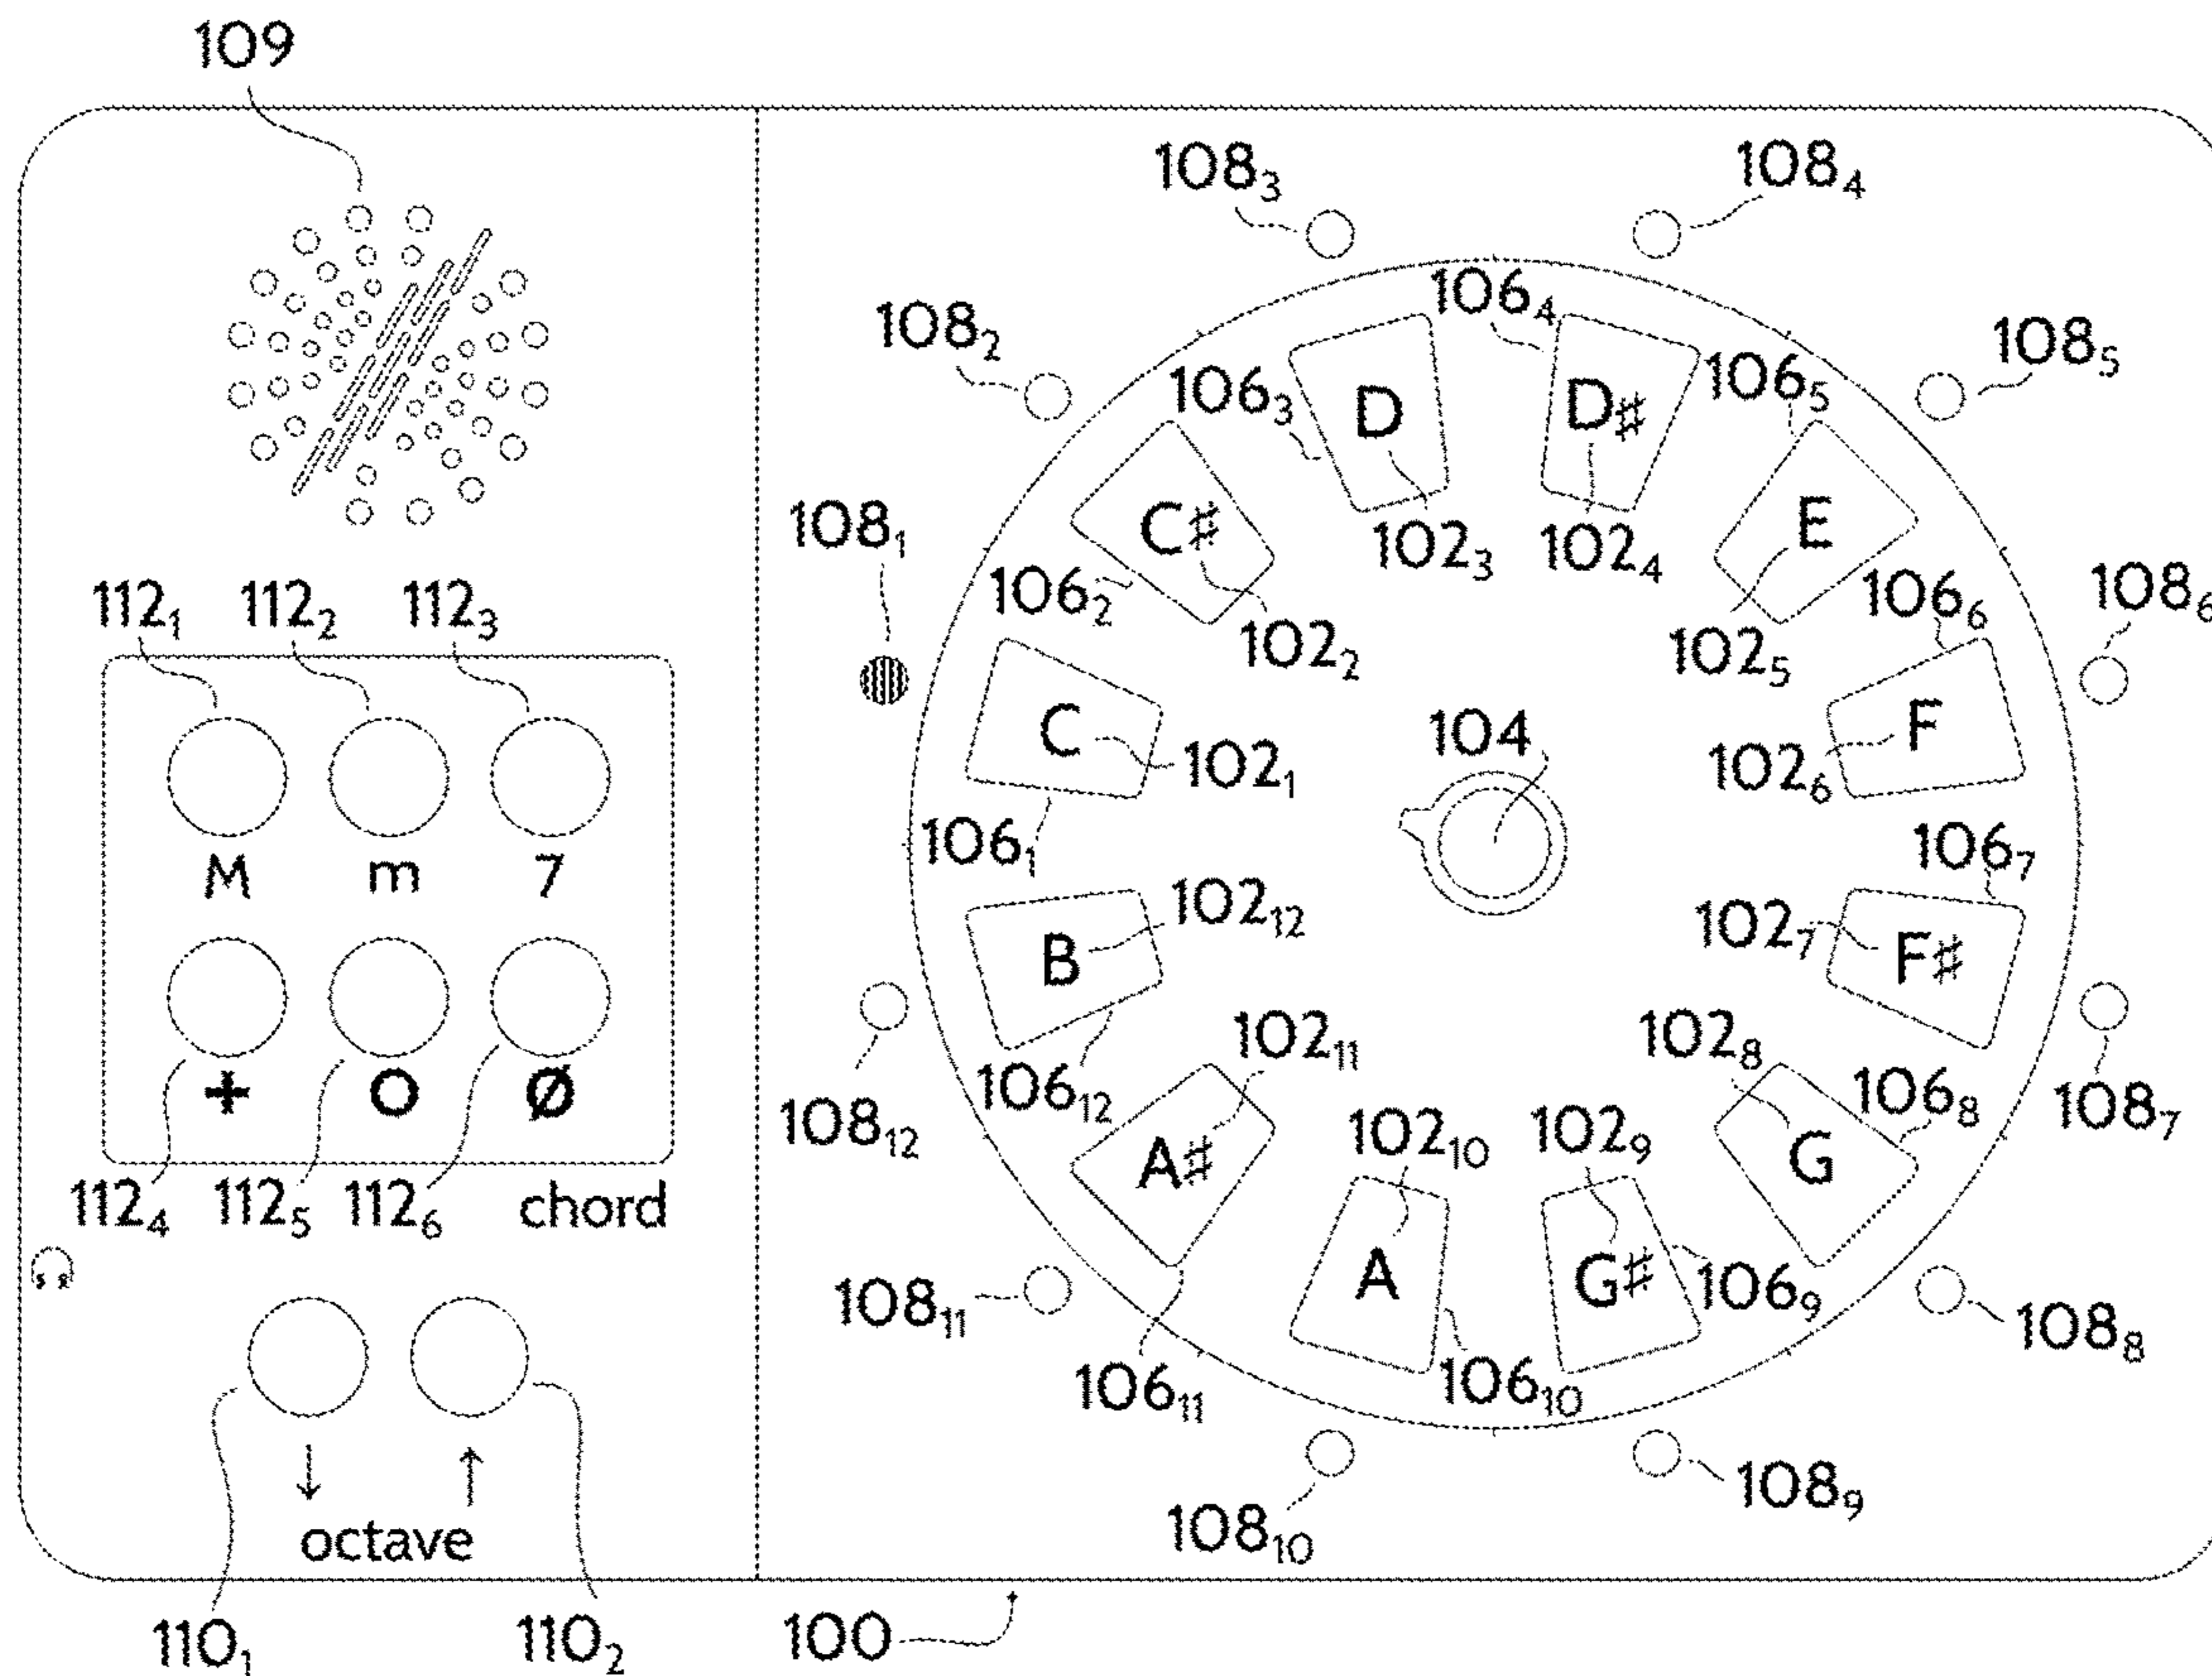 109
108₃ 108₄
106₄
108₂ 108₅
106₃ D D♯ 106₅
108₁ C♯ 102₃ 102₄ E
112₁ 112₂ 112₃ 106₂ 102₂ 102₅ 106₆ 108₆
C 102₁ 104 102₆ F
M m 7 106₁ 106₇
B 102₁₂ 102₇ F♯
+ O Ø 106₁₂ 102₁₁ 102₈ 106₈ 108₇
108₁₂ A♯ 102₁₀ 102₉ G
112₄ 112₅ 112₆ chord
108₁₁ A G♯ 106₉ 108₈
106₁₁ 106₁₀
↓ ↑
octave 108₁₀ 108₉
110₁ 110₂ 100